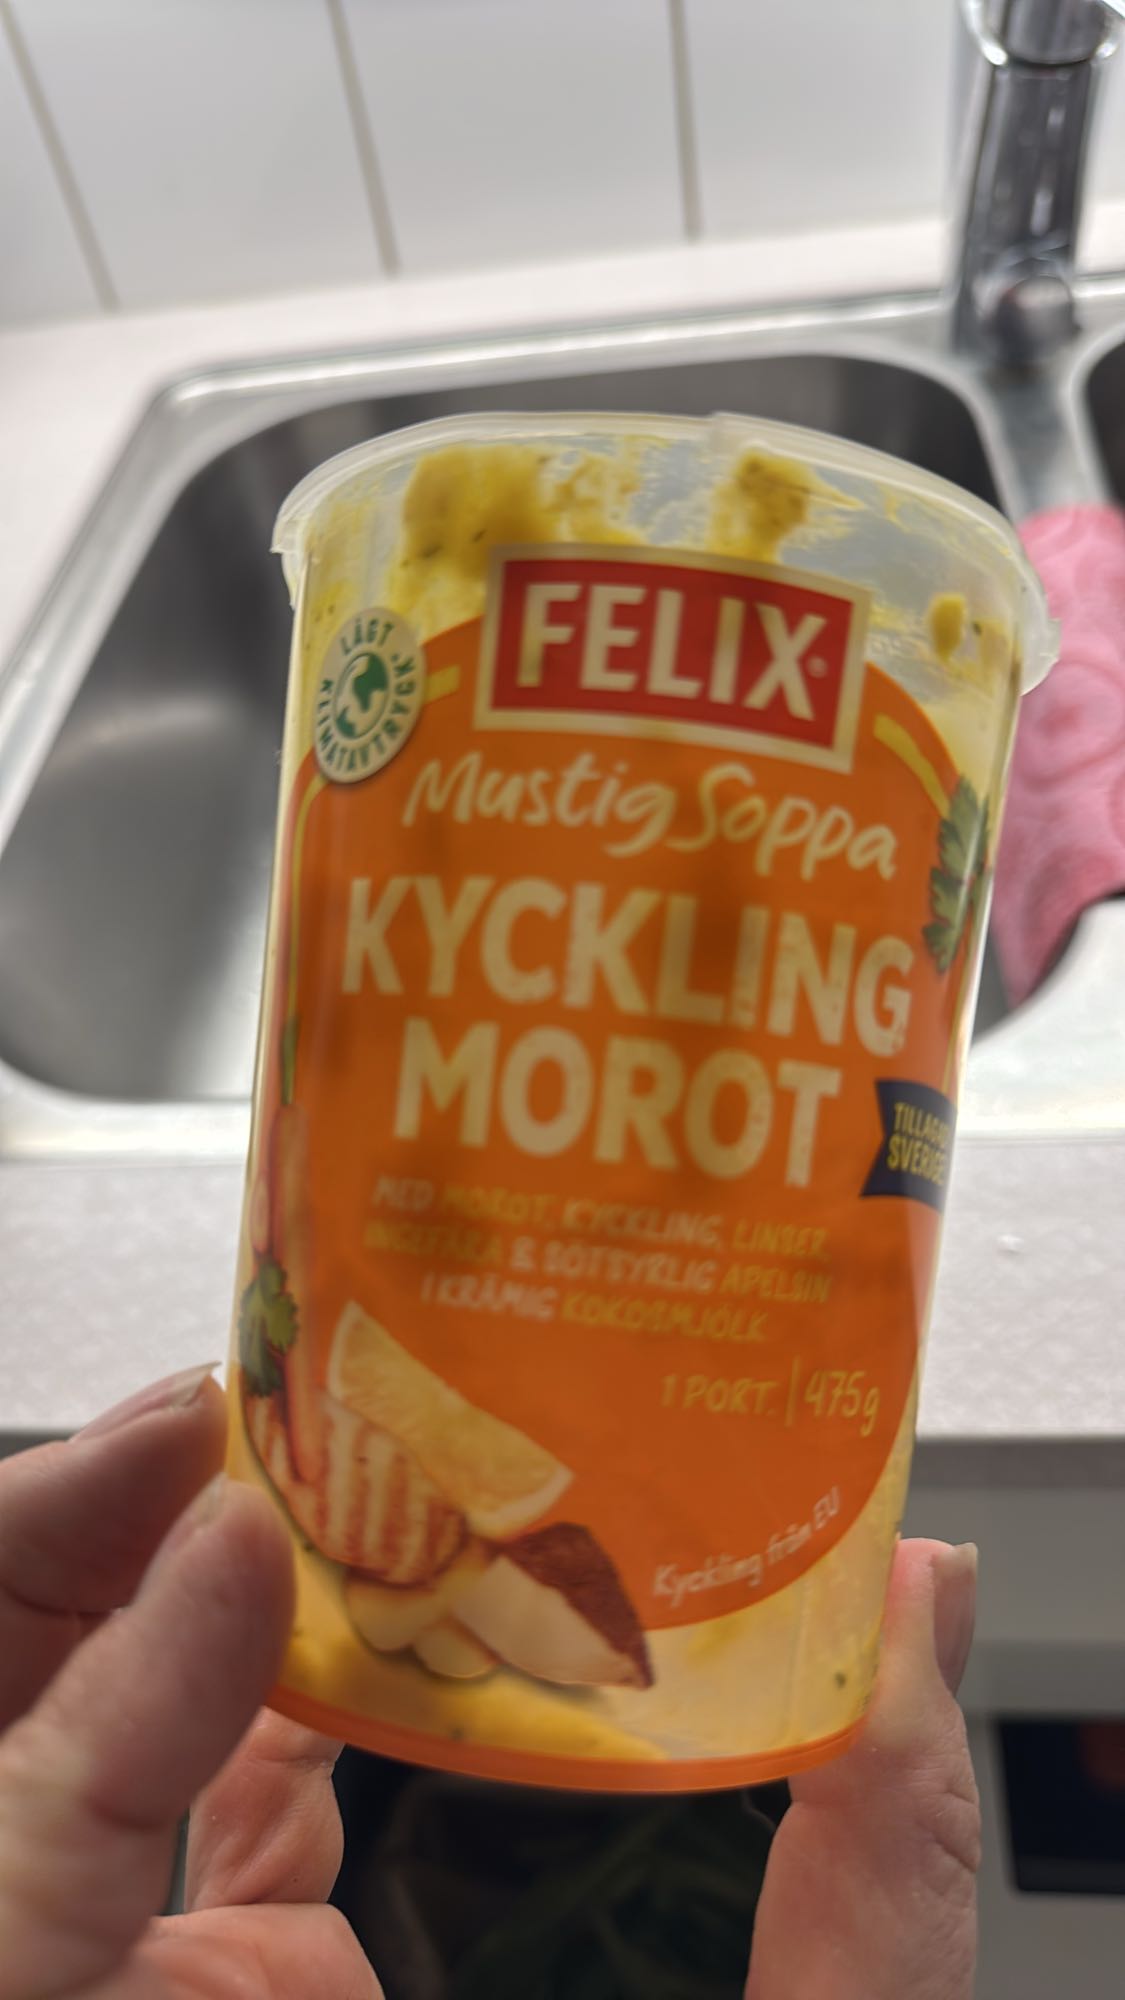 FELIX
LÅGT KLIMATAVTRYCK
Mustig Soppa
KYCKLING
MOROT
TILLAGAD
SVERIGE
MED MOROT, KYCKLING, LINSER,
INGEFÄRA & SÖTSYRLIG APELSIN
I KRÄMIG KOKOSMJÖLK
1 PORT. | 475g
Kyckling från EU